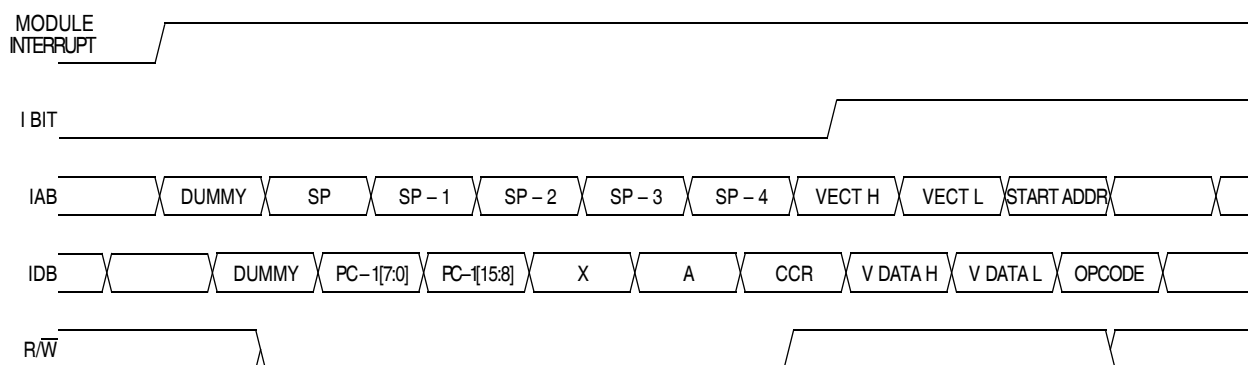 MODULE
INTERRUPT
I BIT
IAB DUMMY SP SP – 1 SP – 2 SP – 3 SP – 4 VECT H VECT L START ADDR
IDB DUMMY PC – 1[7:0] PC–1[15:8] X A CCR V DATA H V DATA L OPCODE
R/W̅